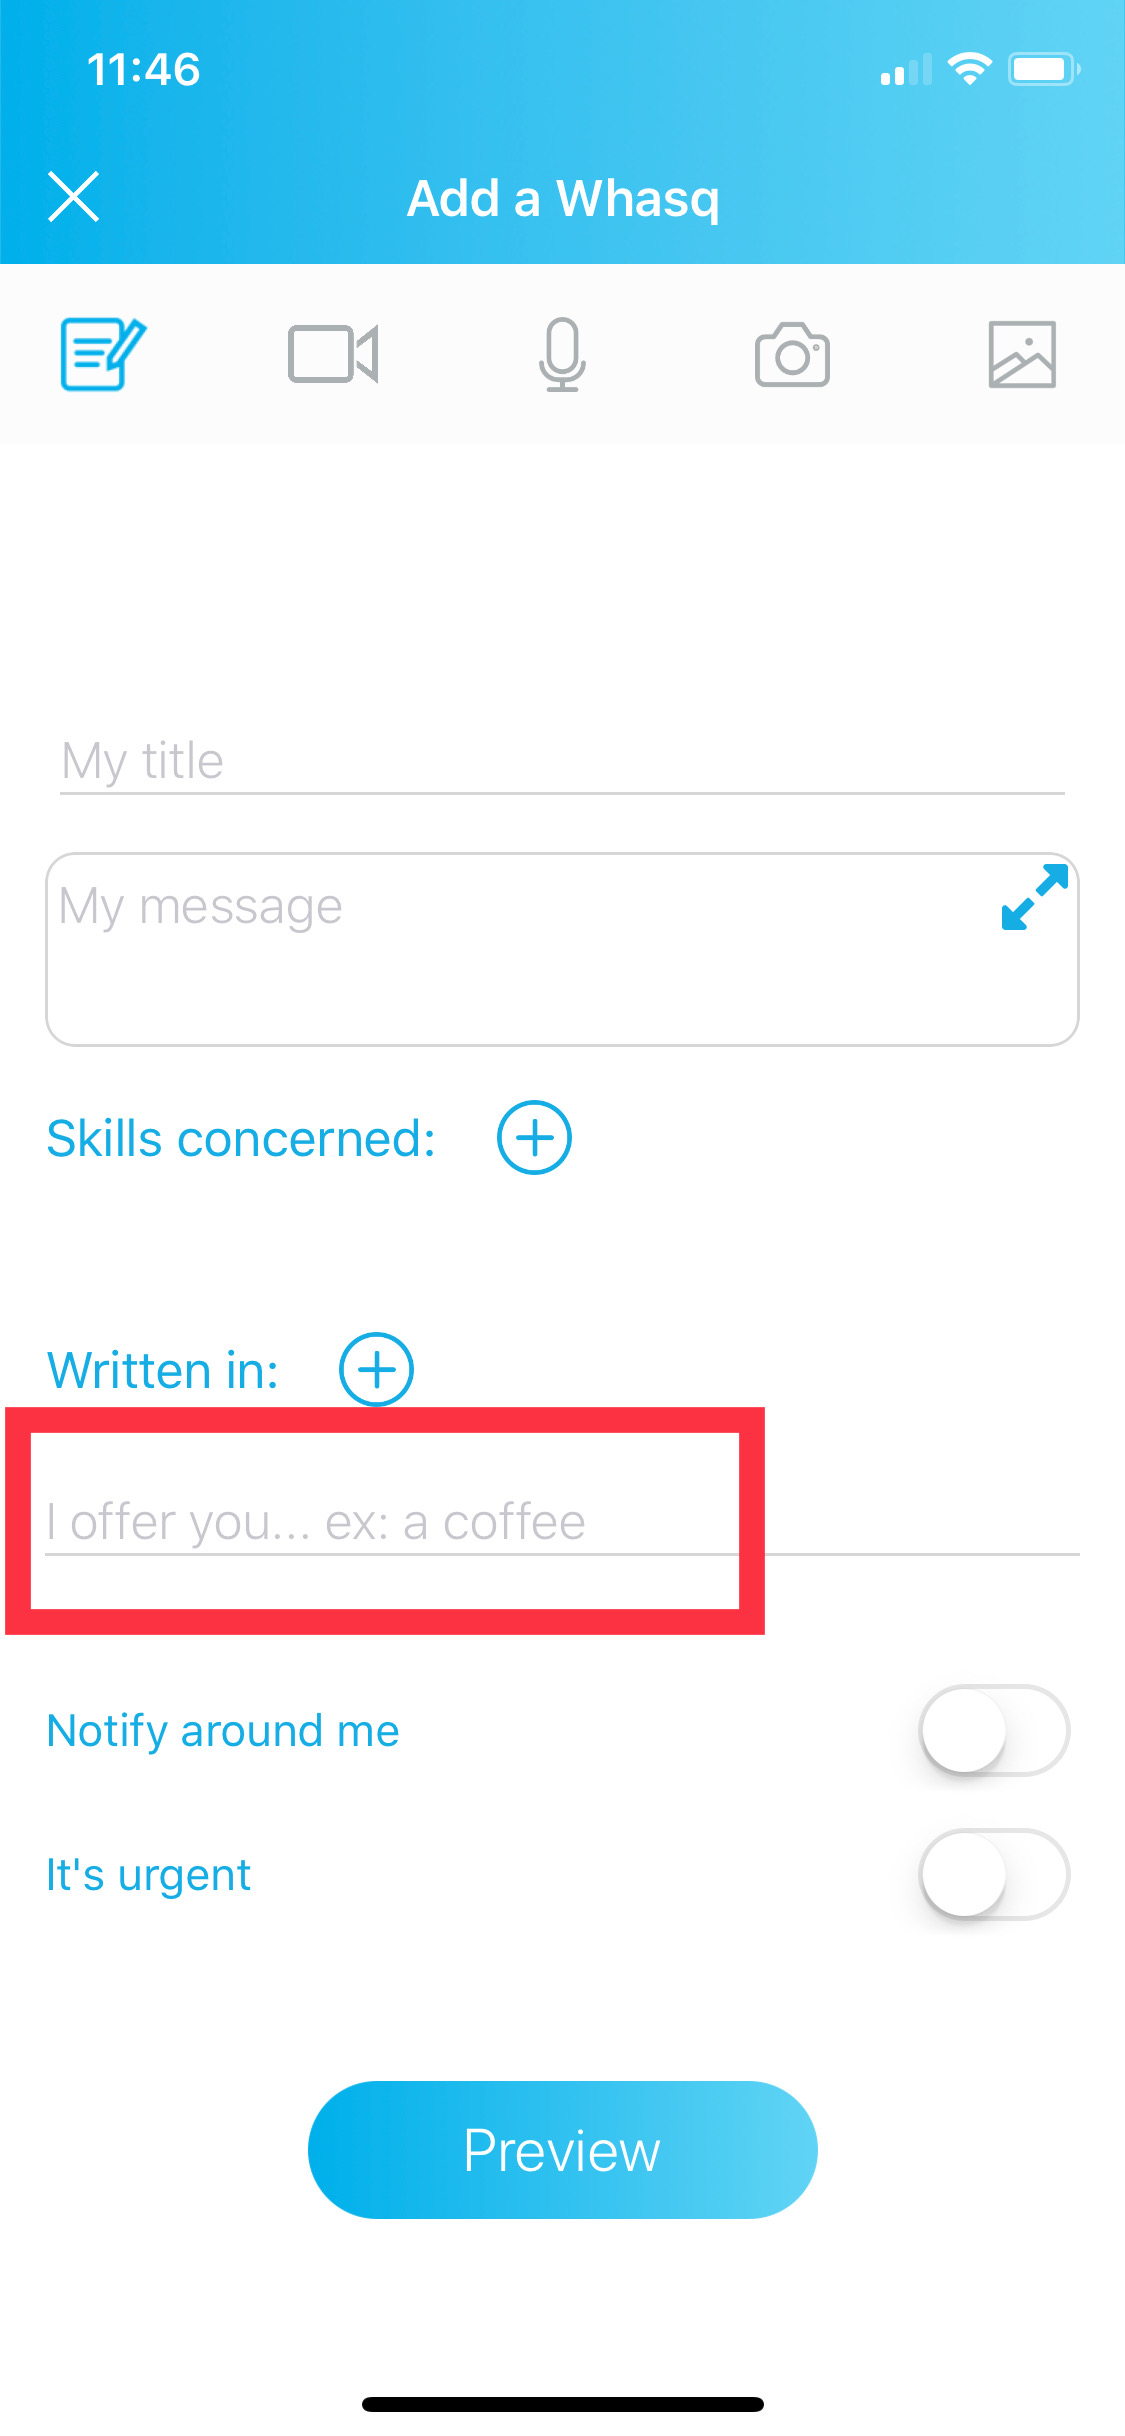 11:46
Add a Whasq
My title
My message
Skills concerned:
Written in:
I offer you... ex: a coffee
Notify around me
It's urgent
Preview